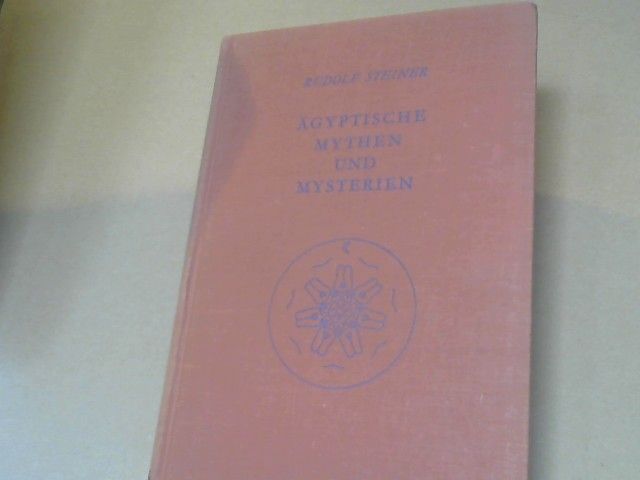 RUDOLF STEINER
ÄGYPTISCHE
MYTHEN
UND
MYSTERIEN